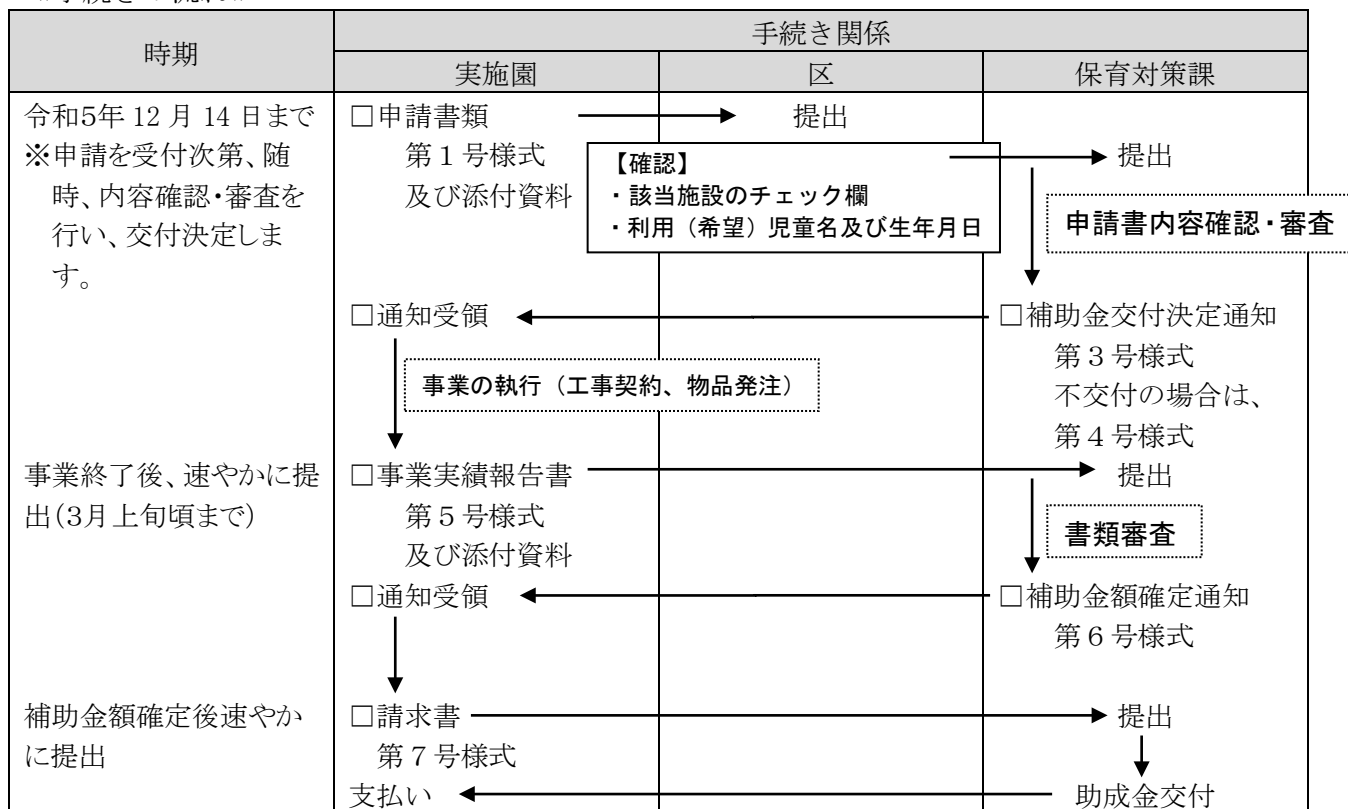 手続き関係
時期
実施園
区
保育対策課
令和5年 12 月 14 日まで
※申請を受付次第、随
時、内容確認・審査を
行い、交付決定しま
す。
□申請書類
第1号様式
及び添付資料
提出
【確認】
・該当施設のチェック欄
・利用(希望)児童名及び生年月日
提出
申請書内容確認・審査
□通知受領
□補助金交付決定通知
第3号様式
不交付の場合は、
第4号様式
事業の執行(工事契約、物品発注)
事業終了後、速やかに提
出(3月上旬頃まで)
□事業実績報告書
第5号様式
及び添付資料
提出
書類審査
□通知受領
□補助金額確定通知
第6号様式
補助金額確定後速やか
に提出
□請求書
第7号様式
提出
支払い
助成金交付